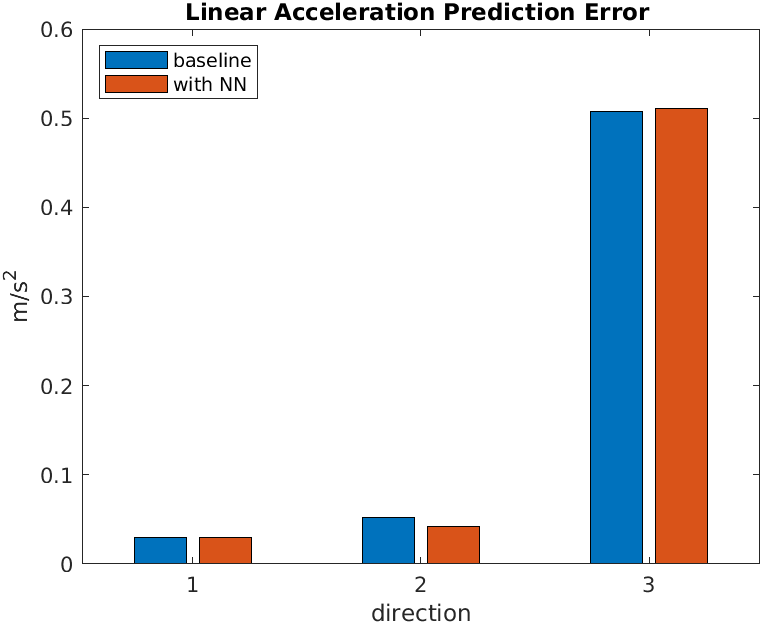 Linear Acceleration Prediction Error
0.6
0.5
0.4
0.3
0.2
0.1
0
m/s²
baseline
with NN
1 2 3
direction